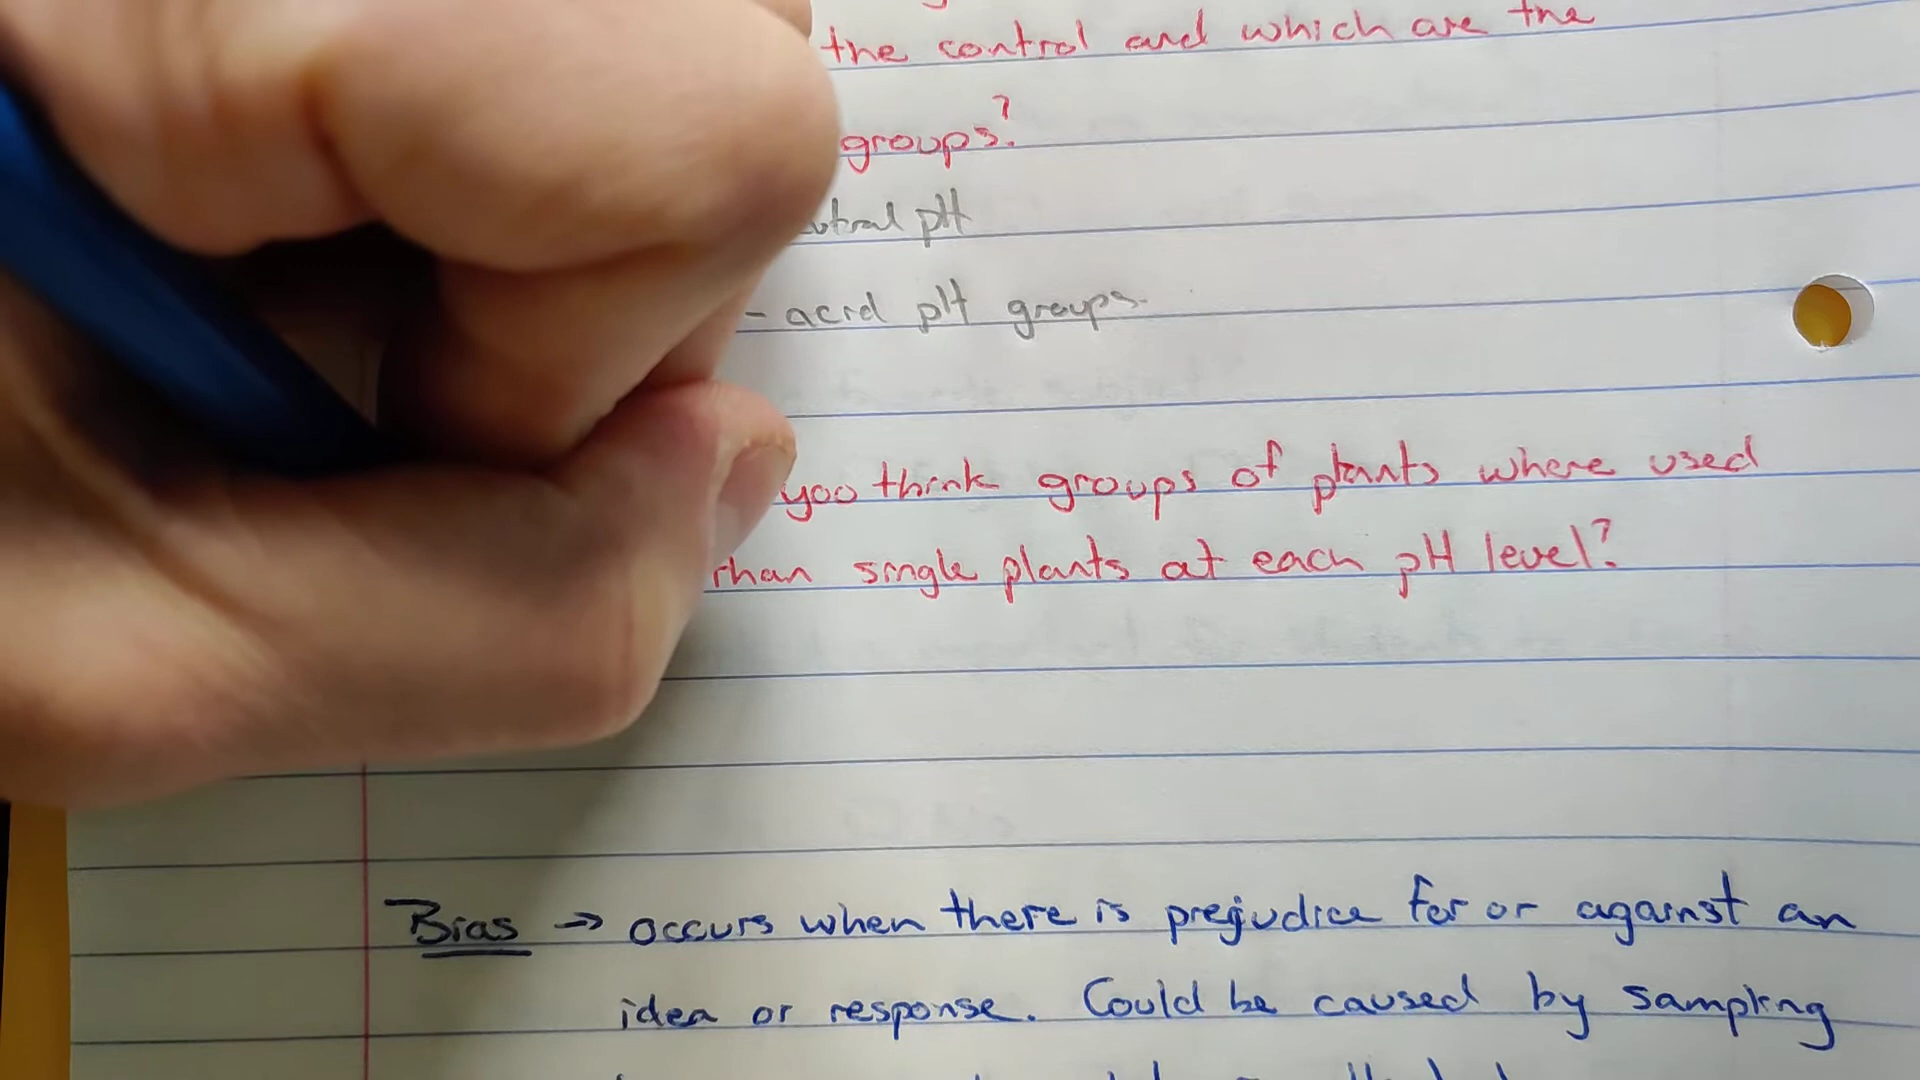 the control and which are the
groups?
utral pH
- acid pH groups.
you think groups of plants where used
than single plants at each pH level?
Bias → occurs when there is prejudice for or against an
idea or response. Could be caused by sampling